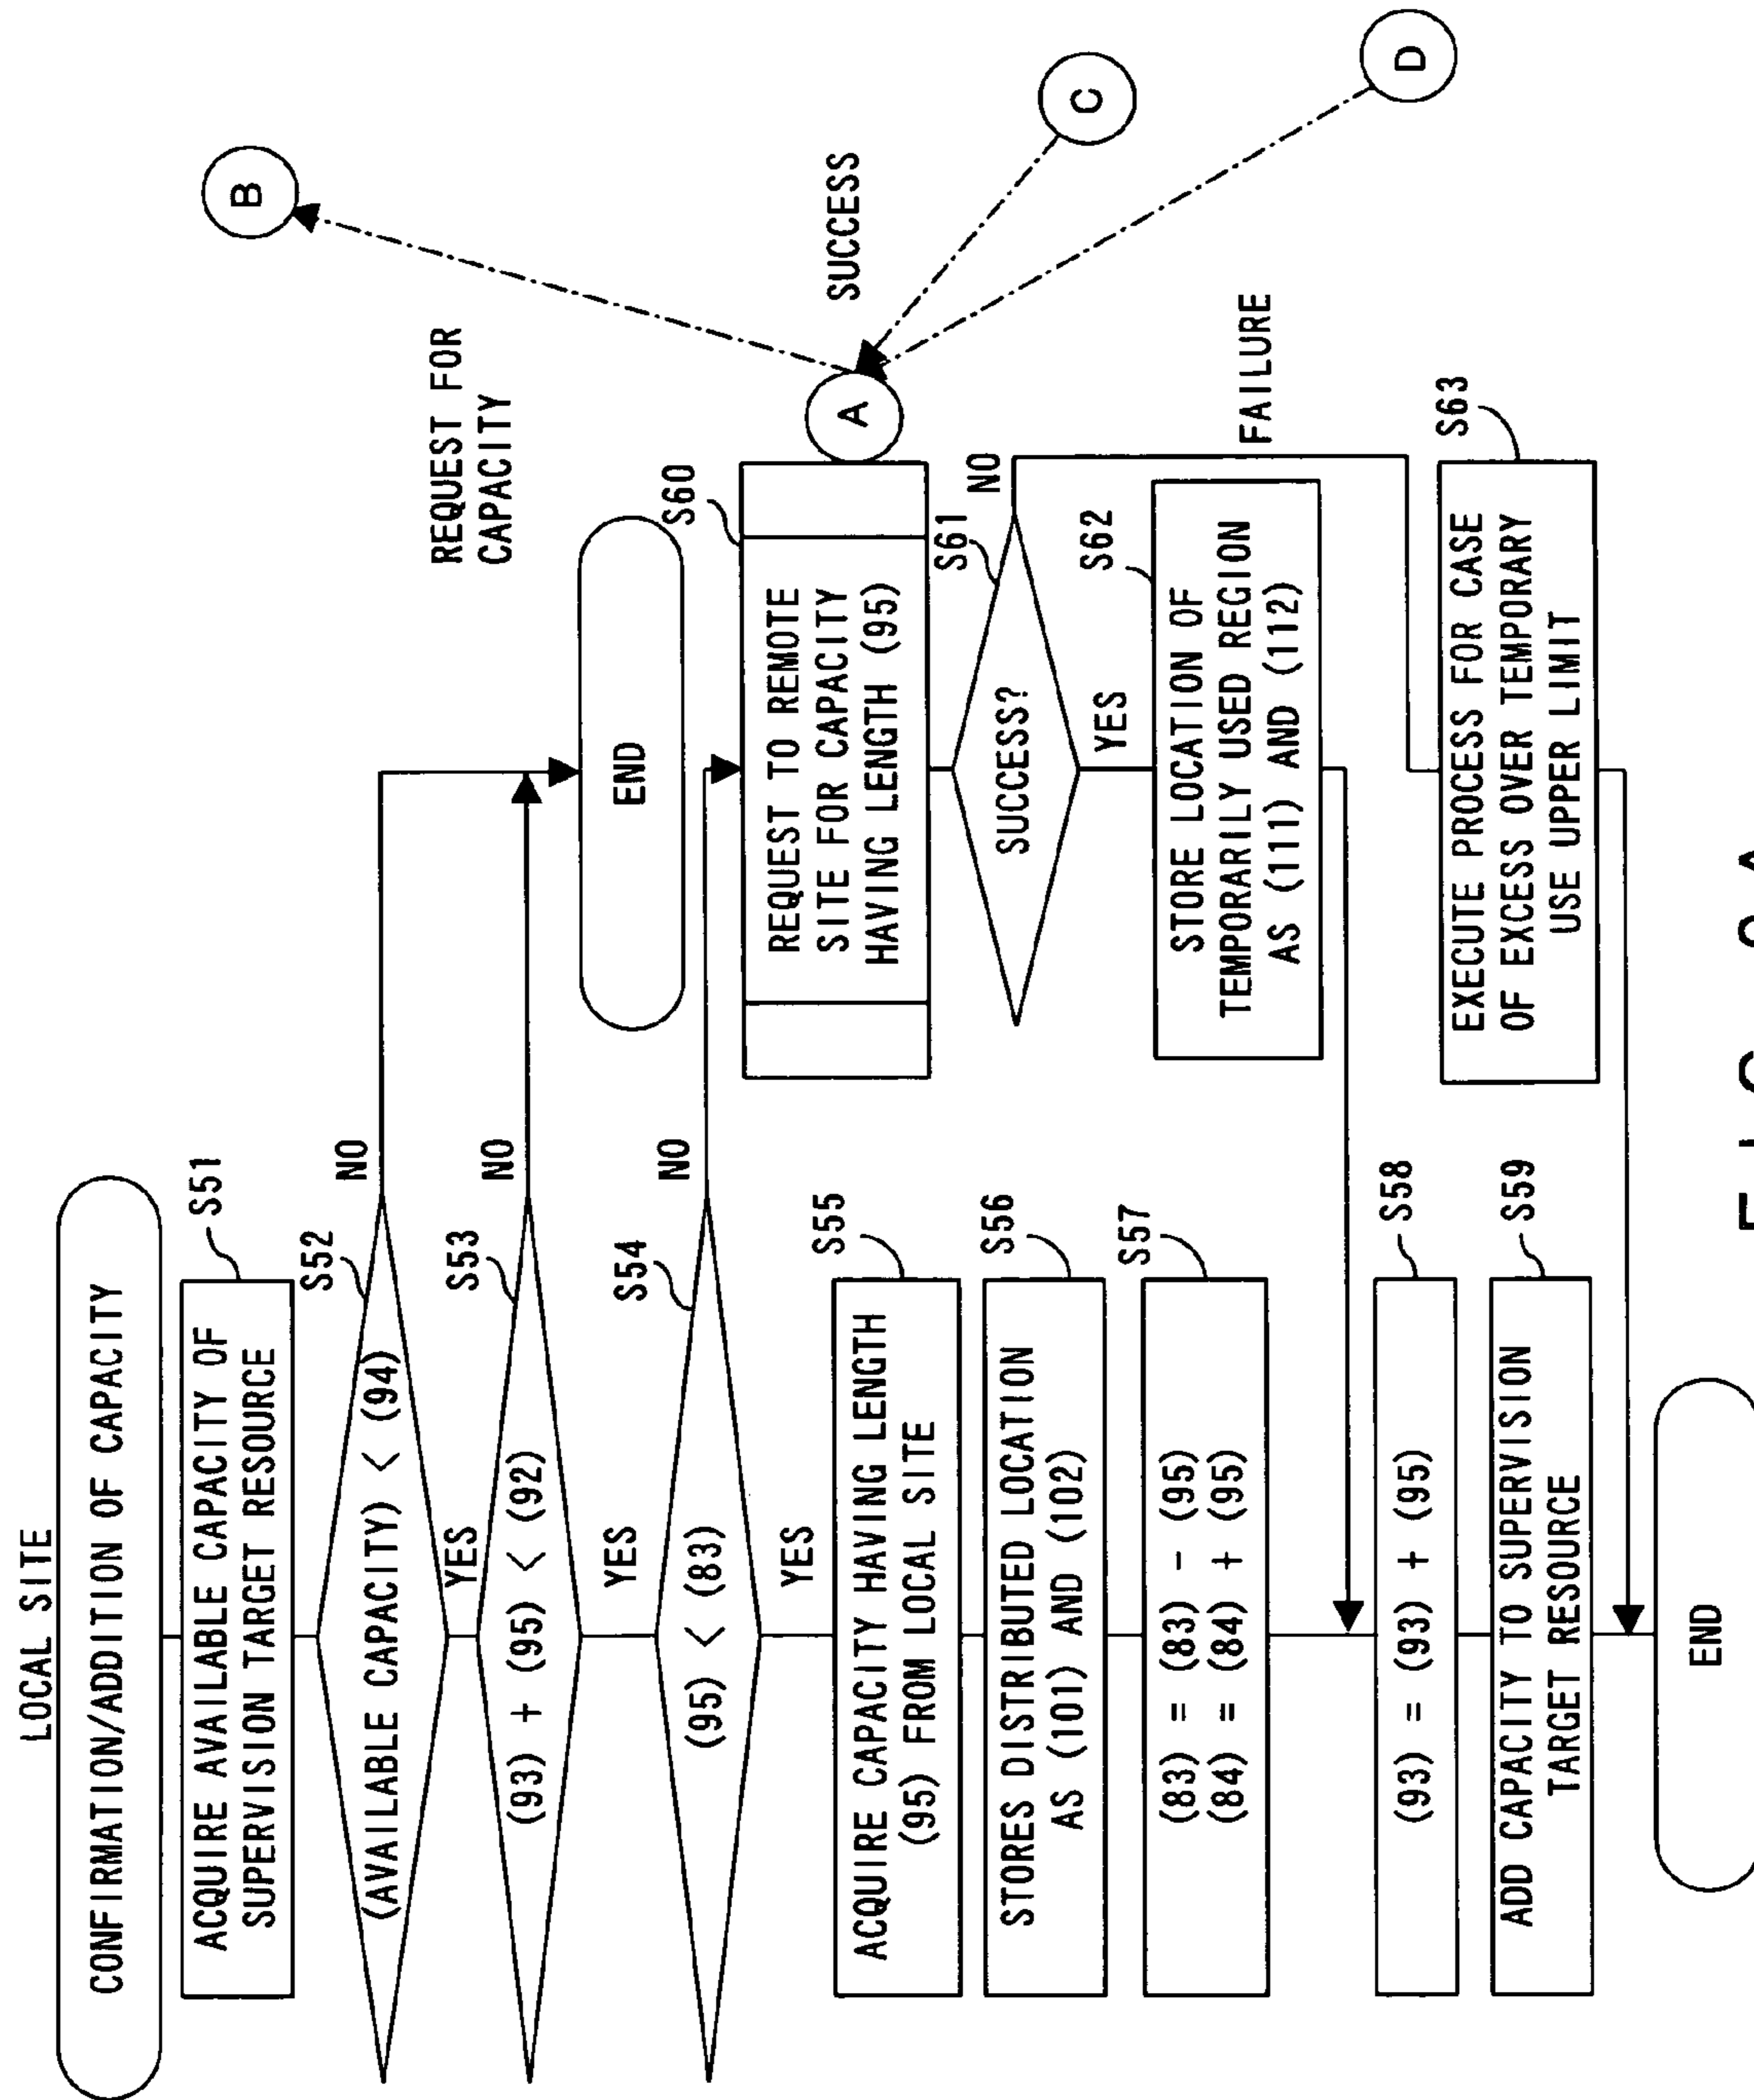 LOCAL SITE
CONFIRMATION/ADDITION OF CAPACITY
S51
ACQUIRE AVAILABLE CAPACITY OF
SUPERVISION TARGET RESOURCE
S52
(AVAILABLE CAPACITY) < (94)
NO
YES
S53
(93) + (95) < (92)
NO
YES
S54
(95) < (83)
NO
YES
S55
ACQUIRE CAPACITY HAVING LENGTH
(95) FROM LOCAL SITE
S56
STORES DISTRIBUTED LOCATION
AS (101) AND (102)
S57
(83) = (83) - (95)
(84) = (84) + (95)
S58
(93) = (93) + (95)
S59
ADD CAPACITY TO SUPERVISION
TARGET RESOURCE
END
END
REQUEST FOR
CAPACITY
S60
REQUEST TO REMOTE
SITE FOR CAPACITY
HAVING LENGTH (95)
A
B
SUCCESS
C
D
S61
SUCCESS?
NO
YES
FAILURE
S62
STORE LOCATION OF
TEMPORARILY USED REGION
AS (111) AND (112)
S63
EXECUTE PROCESS FOR CASE
OF EXCESS OVER TEMPORARY
USE UPPER LIMIT